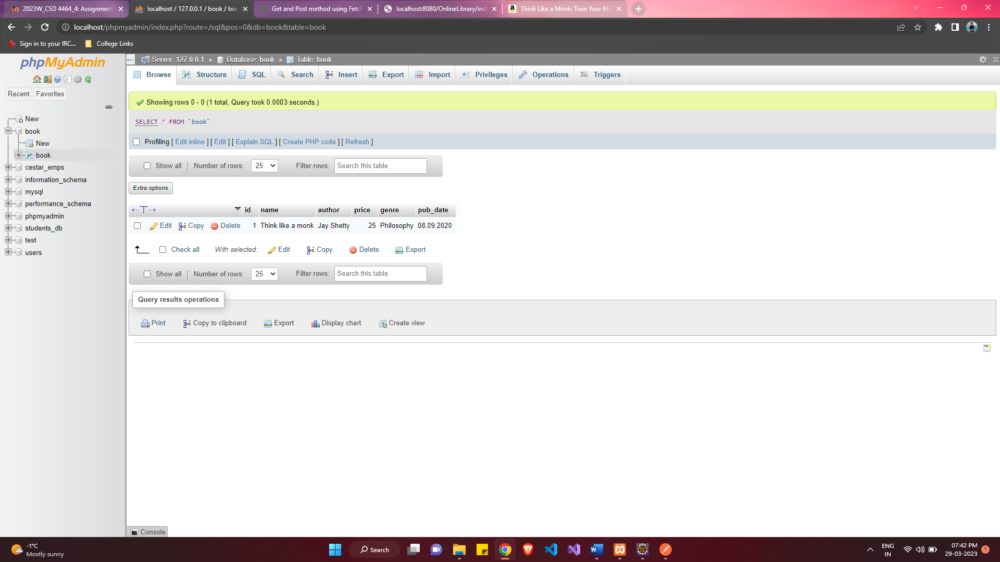 2023W_CSD 4464_4: Assignment
localhost / 127.0.0.1 / book / boo
Get and Post method using Fetch
localhost:8080/OnlineLibrary/inde
Think Like a Monk: Train Your Mi
localhost/phpmyadmin/index.php?route=/sql&pos=0&db=book&table=book
Sign in to your IRC...
College Links
phpMyAdmin
Recent
Favorites
New
book
New
book
cestar_emps
information_schema
mysql
performance_schema
phpmyadmin
students_db
test
users
Server: 127.0.0.1 » Database: book » Table: book
Browse Structure SQL Search Insert Export Import Privileges Operations Triggers
Showing rows 0 - 0 (1 total, Query took 0.0003 seconds.)
SELECT * FROM `book`
Profiling [ Edit inline ] [ Edit ] [ Explain SQL ] [ Create PHP code ] [ Refresh ]
Show all | Number of rows: 25 Filter rows: Search this table
Extra options
←T→ id name author price genre pub_date
Edit Copy Delete 1 Think like a monk Jay Shetty 25 Philosophy 08.09.2020
Check all With selected: Edit Copy Delete Export
Show all | Number of rows: 25 Filter rows: Search this table
Query results operations
Print Copy to clipboard Export Display chart Create view
Console
-1°C
Mostly sunny
Search
ENG
IN
07:42 PM
29-03-2023
1